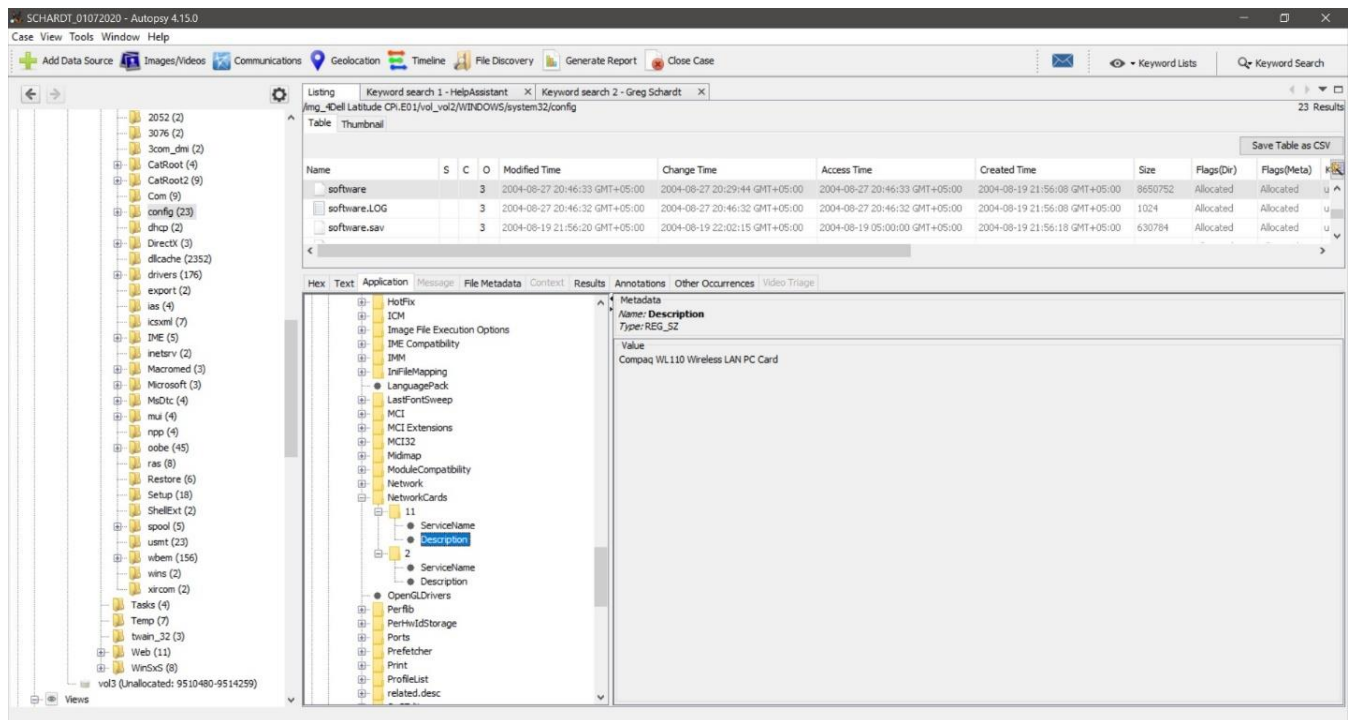 SCHARDT_01072020 - Autopsy 4.15.0
Case View Tools Window Help
Add Data Source Images/Videos Communications Geolocation Timeline File Discovery Generate Report Close Case Keyword Lists Keyword Search
Listing Keyword search 1 - HelpAssistant X Keyword search 2 - Greg Schardt X
/img_4Dell Latitude CPi.E01/vol_vol2/WINDOWS/system32/config 23 Results
Table Thumbnail
Save Table as CSV
Name S C O Modified Time Change Time Access Time Created Time Size Flags(Dir) Flags(Meta)
software 3 2004-08-27 20:46:33 GMT+05:00 2004-08-27 20:29:44 GMT+05:00 2004-08-27 20:46:33 GMT+05:00 2004-08-19 21:56:08 GMT+05:00 8650752 Allocated Allocated
software.LOG 3 2004-08-27 20:46:32 GMT+05:00 2004-08-27 20:46:32 GMT+05:00 2004-08-27 20:46:32 GMT+05:00 2004-08-19 21:56:08 GMT+05:00 1024 Allocated Allocated
software.sav 3 2004-08-19 21:56:20 GMT+05:00 2004-08-19 22:02:15 GMT+05:00 2004-08-19 05:00:00 GMT+05:00 2004-08-19 21:56:18 GMT+05:00 630784 Allocated Allocated
2052 (2)
3076 (2)
3com_dmi (2)
CatRoot (4)
CatRoot2 (9)
Com (9)
config (23)
dhcp (2)
DirectX (3)
dllcache (2352)
drivers (176)
export (2)
ias (4)
icsxml (7)
IME (5)
inetsrv (2)
Macromed (3)
Microsoft (3)
MsDtc (4)
mui (4)
npp (4)
oobe (45)
ras (8)
Restore (6)
Setup (18)
ShellExt (2)
spool (5)
usmt (23)
wbem (156)
wins (2)
xircom (2)
Tasks (4)
Temp (7)
twain_32 (3)
Web (11)
WinSxS (8)
vol3 (Unallocated: 9510480-9514259)
Views
Hex Text Application Message File Metadata Context Results Annotations Other Occurrences Video Triage
HotFix
ICM
Image File Execution Options
IME Compatibility
IMM
IniFileMapping
LanguagePack
LastFontSweep
MCI
MCI Extensions
MCI32
Midimap
ModuleCompatibility
Network
NetworkCards
11
ServiceName
Description
2
ServiceName
Description
OpenGLDrivers
Perflib
PerHwIdStorage
Ports
Prefetcher
Print
ProfileList
related.desc
Metadata
Name: Description
Type: REG_SZ
Value
Compaq WL110 Wireless LAN PC Card